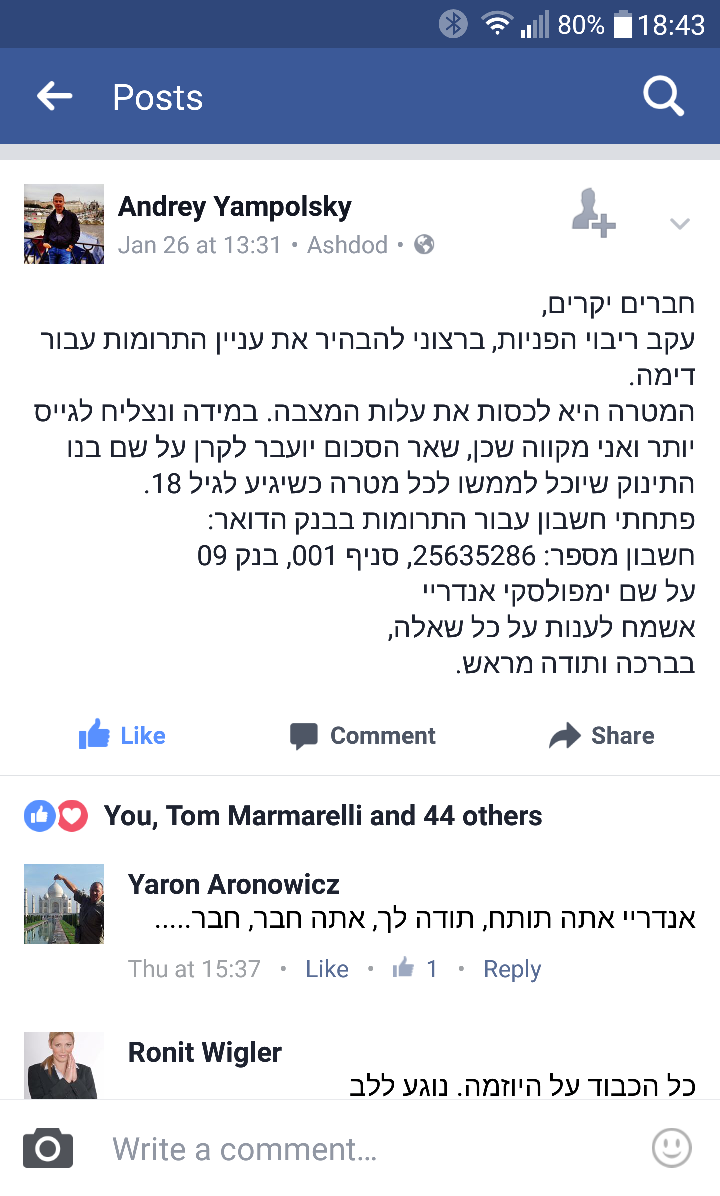 80% 18:43
Posts
Andrey Yampolsky
Jan 26 at 13:31 • Ashdod •
חברים יקרים,
עקב ריבוי הפניות, ברצוני להבהיר את עניין התרומות עבור
דימה.
המטרה היא לכסות את עלות המצבה. במידה ונצליח לגייס
יותר ואני מקווה שכן, שאר הסכום יועבר לקרן על שם בנו
התינוק שיוכל לממשו לכל מטרה כשיגיע לגיל 18.
פתחתי חשבון עבור התרומות בבנק הדואר:
חשבון מספר: 25635286, סניף 001, בנק 09
על שם ימפולסקי אנדריי
אשמח לענות על כל שאלה,
בברכה ותודה מראש.
Like Comment Share
You, Tom Marmarelli and 44 others
Yaron Aronowicz
אנדריי אתה תותח, תודה לך, אתה חבר, חבר.....
Thu at 15:37 • Like • 1 • Reply
Ronit Wigler
כל הכבוד על היוזמה. נוגע ללב
Write a comment...